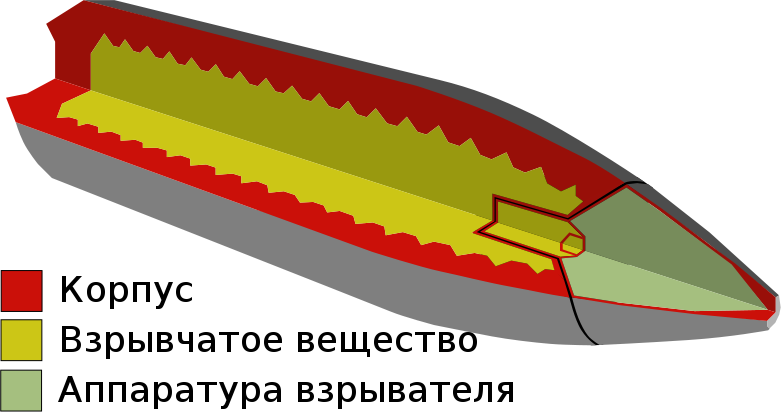 Корпус
Взрывчатое вещество
Аппаратура взрывателя